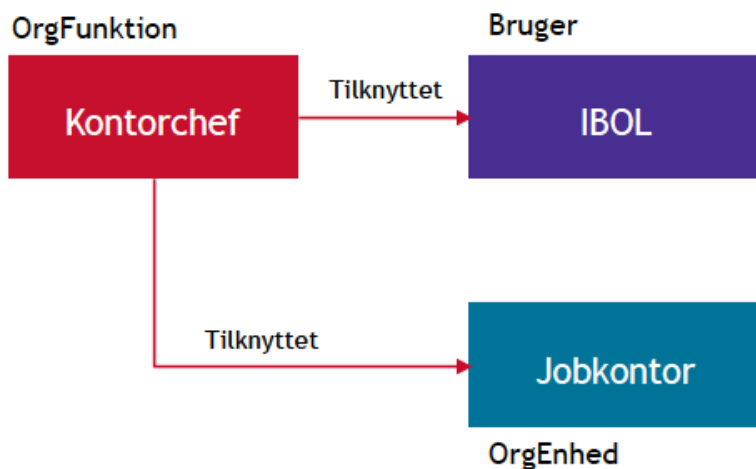 OrgFunktion
Bruger
Kontorchef
Tilknyttet
IBOL
Tilknyttet
Jobkontor
OrgEnhed